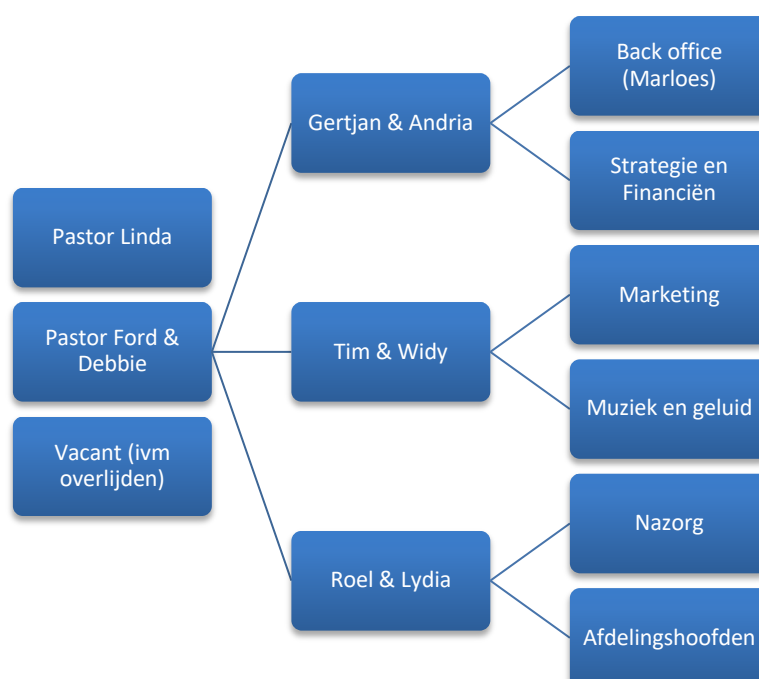 Pastor Linda
Pastor Ford &
Debbie
Vacant (ivm
overlijden)
Gertjan & Andria
Tim & Widy
Roel & Lydia
Back office
(Marloes)
Strategie en
Financiën
Marketing
Muziek en geluid
Nazorg
Afdelingshoofden